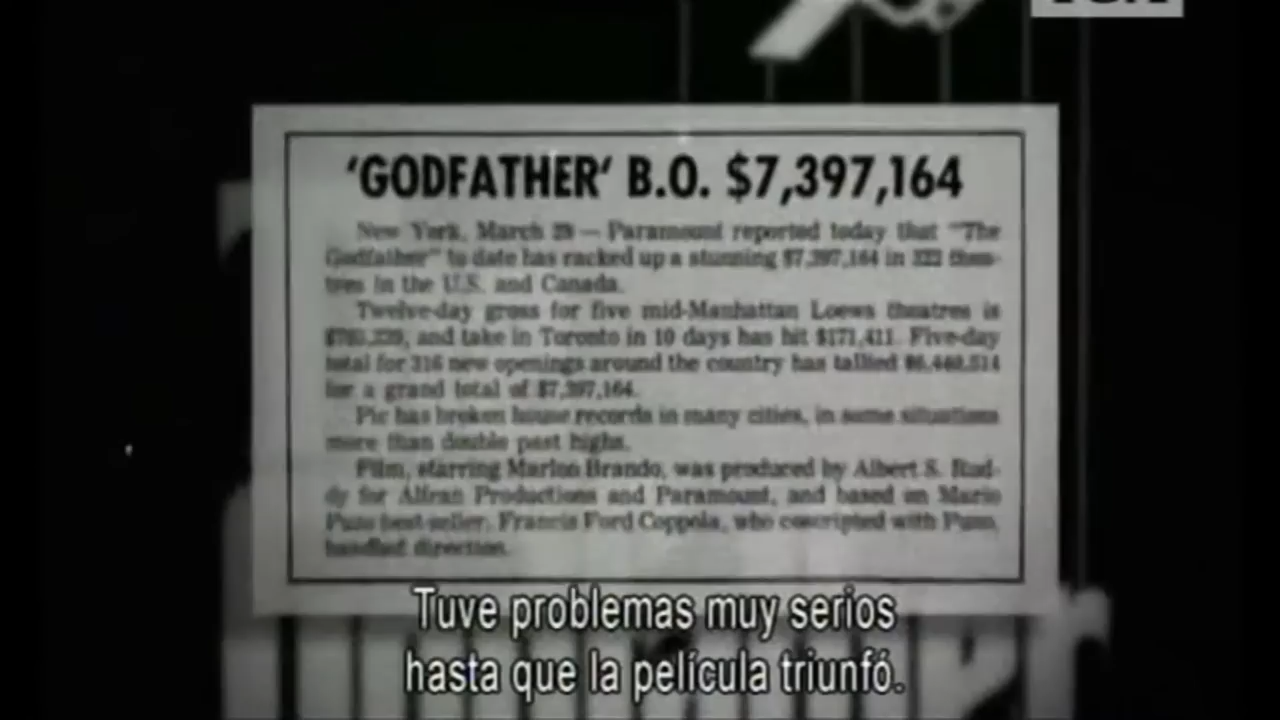 'GODFATHER' B.O. $7,397,164
New York, March 28 — Paramount reported today that "The
Godfather" to date has racked up a stunning $7,397,164 in 322 thea-
tres in the U.S. and Canada.
Twelve-day gross for five mid-Manhattan Loews theatres is
and take in Toronto in 10 days has hit $171,411. Five-day
total for 316 new openings around the country has tallied
for a grand total of $7,397,164.
Pic has broken house records in many cities, in some situations
more than double past highs.
Film, starring Marlon Brando, was produced by Albert S. Rud-
dy for Alfran Productions and Paramount, and based on Mario
Puzo best-seller. Francis Ford Coppola, who coscripted with Puzo,
handled direction.
Tuve problemas muy serios
hasta que la película triunfó.